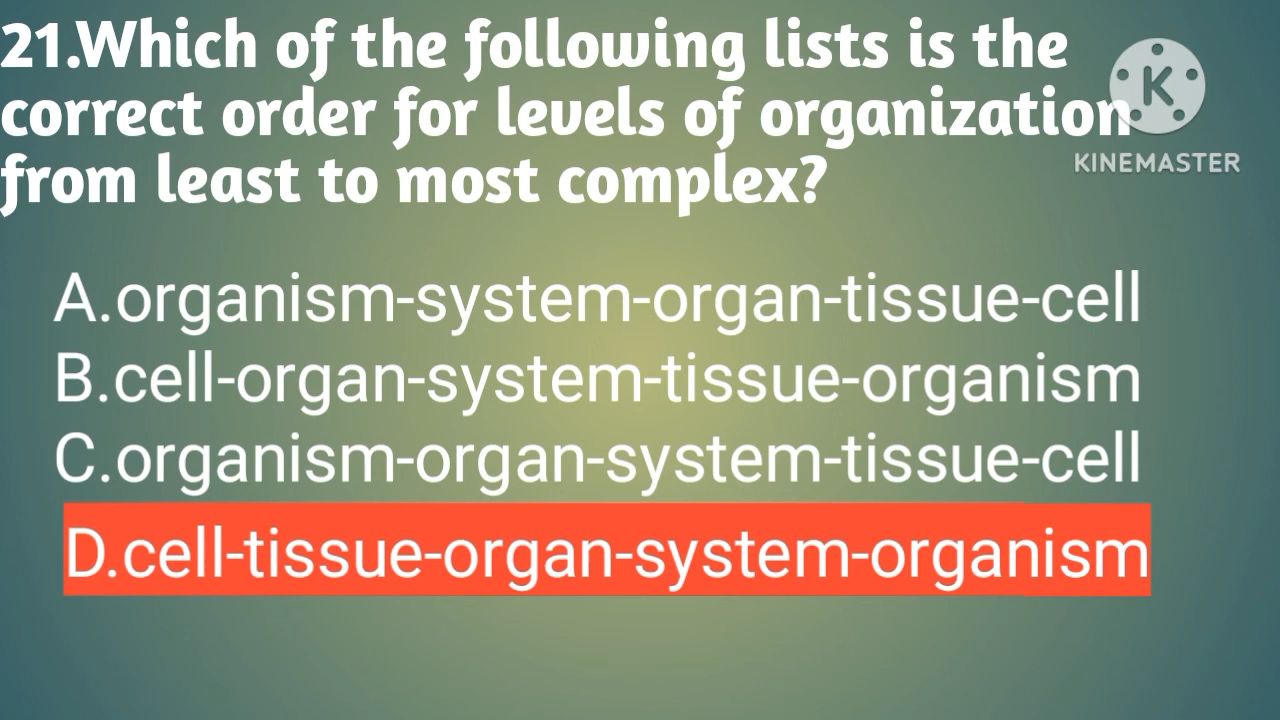 21.Which of the following lists is the
correct order for levels of organization
from least to most complex?
K
KINEMASTER
A.organism-system-organ-tissue-cell
B.cell-organ-system-tissue-organism
C.organism-organ-system-tissue-cell
D.cell-tissue-organ-system-organism